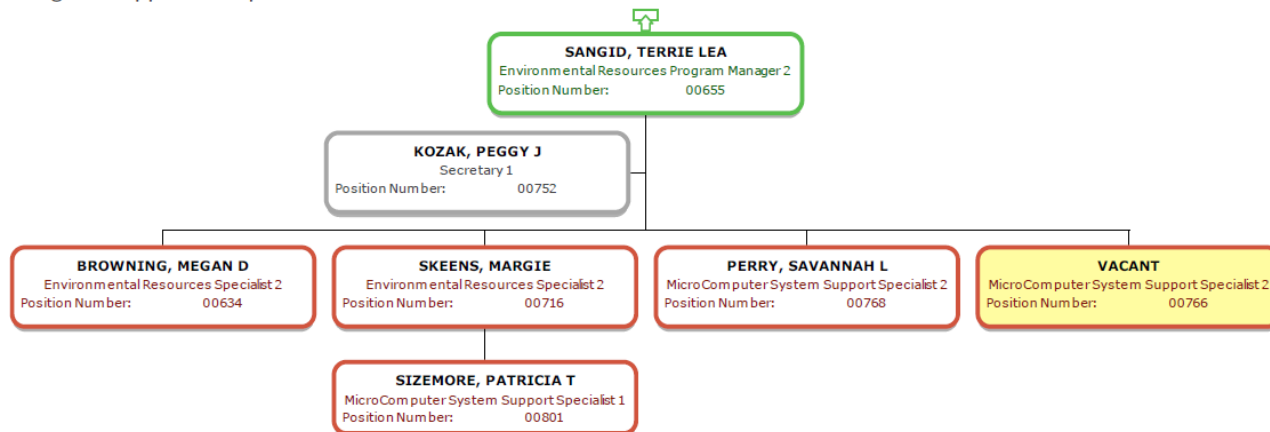 SANGID, TERRIE LEA
Environmental Resources Program Manager 2
Position Number: 00655
KOZAK, PEGGY J
Secretary 1
Position Number: 00752
BROWNING, MEGAN D
Environmental Resources Specialist 2
Position Number: 00634
SKEENS, MARGIE
Environmental Resources Specialist 2
Position Number: 00716
PERRY, SAVANNAH L
MicroComputer System Support Specialist 2
Position Number: 00768
VACANT
MicroComputer System Support Specialist 2
Position Number: 00766
SIZEMORE, PATRICIA T
MicroComputer System Support Specialist 1
Position Number: 00801